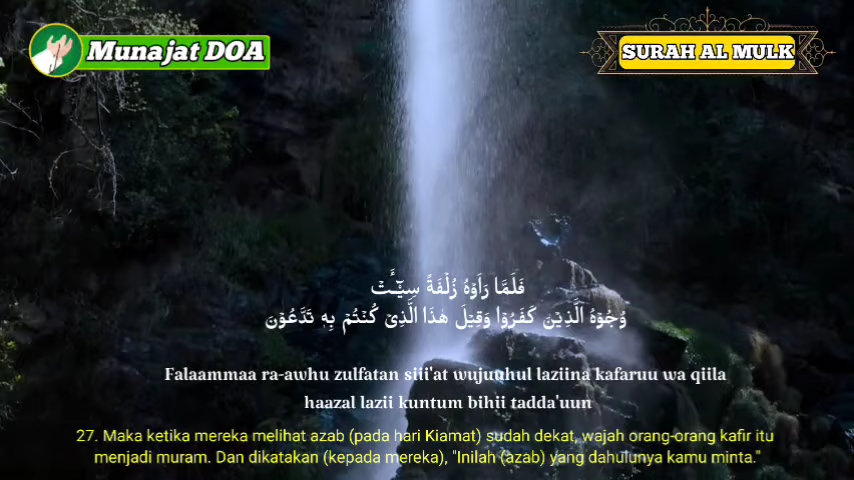 Munajat DOA
SURAH AL MULK
فَلَمَّا رَاَوْهُ زُلْفَةً سِيْٓـَٔتْ
وُجُوْهُ الَّذِيْنَ كَفَرُوْا وَقِيْلَ هٰذَا الَّذِيْ كُنْتُمْ بِهٖ تَدَّعُوْنَ
Falaammaa ra-awhu zulfatan siii'at wujuuhul laziina kafaruu wa qiila
haazal lazii kuntum bihii tadda'uun
27. Maka ketika mereka melihat azab (pada hari Kiamat) sudah dekat, wajah orang-orang kafir itu
menjadi muram. Dan dikatakan (kepada mereka), "Inilah (azab) yang dahulunya kamu minta."